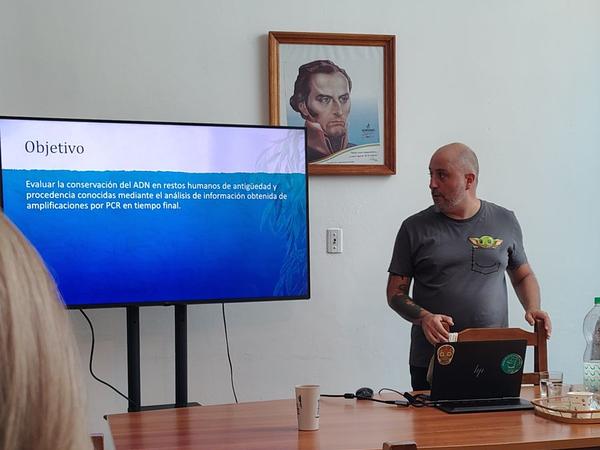 Objetivo
Evaluar la conservación del ADN en restos humanos de antigüedad y
procedencia conocidas mediante el análisis de información obtenida de
amplificaciones por PCR en tiempo final.
hp